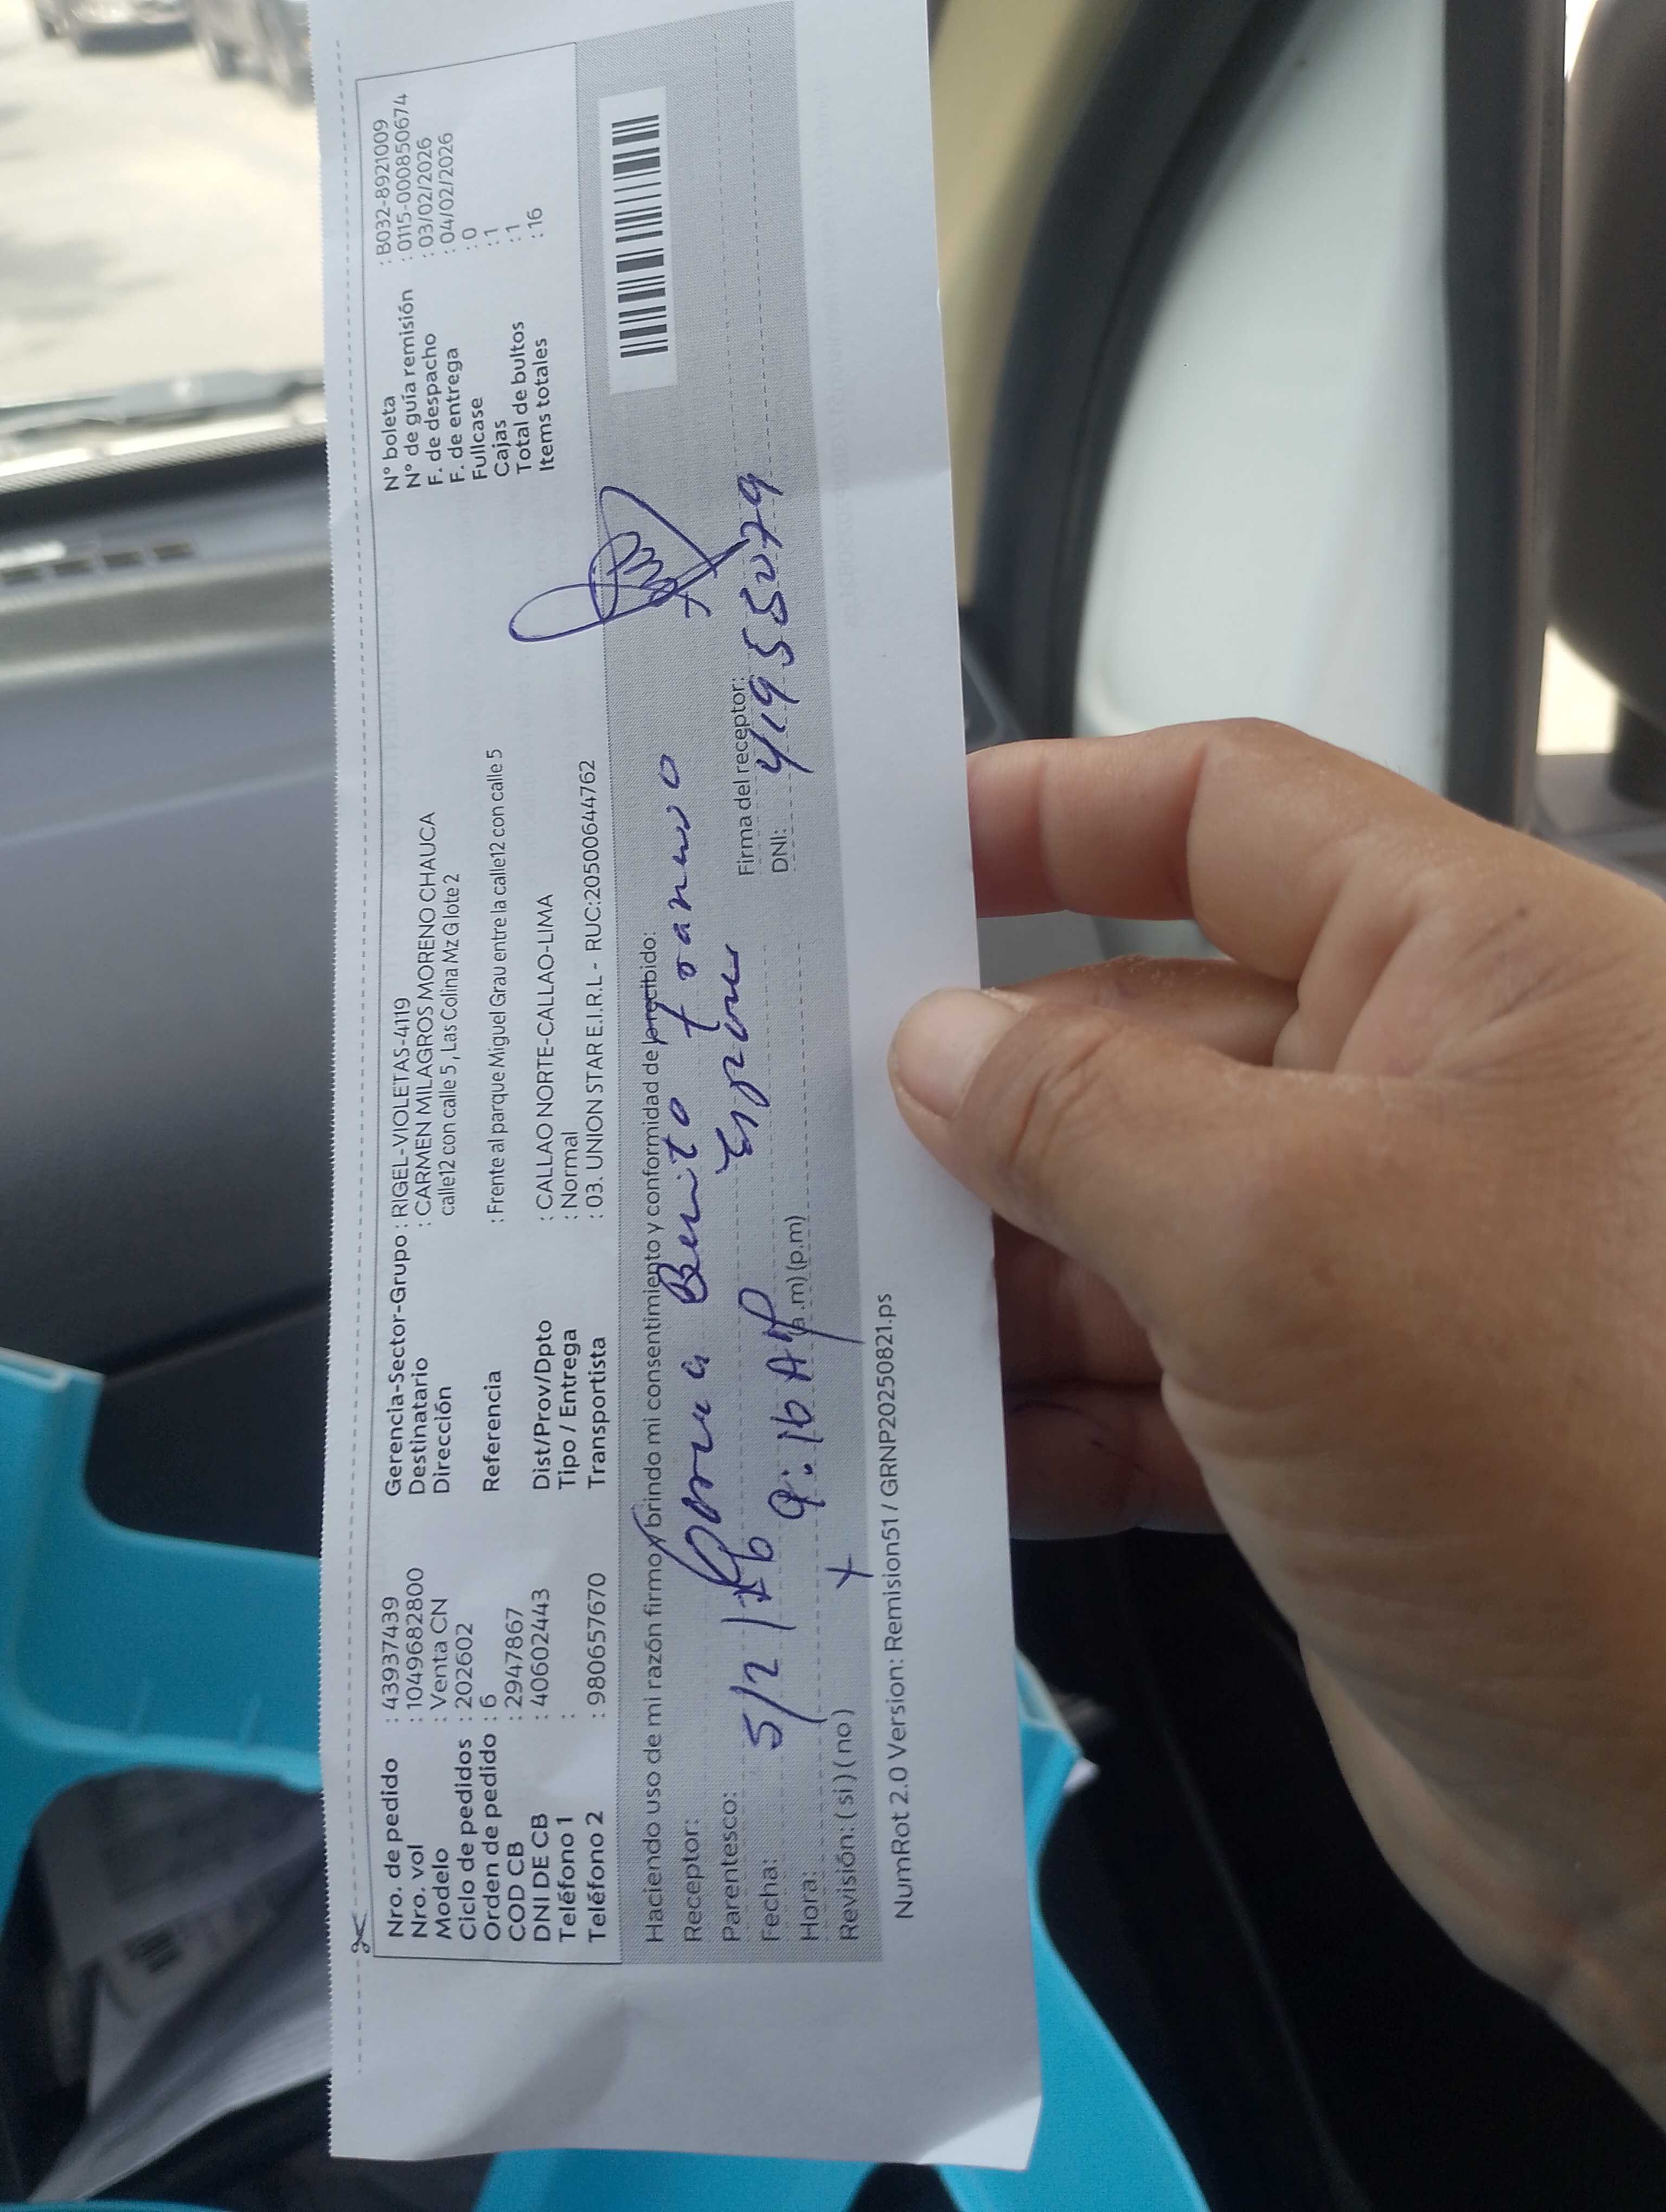 Nro. de pedido : 43937439
Nro. vol : 1049682800
Modelo : Venta CN
Ciclo de pedidos : 202602
Orden de pedido : 6
COD CB : 2947867
DNI DE CB : 40602443
Teléfono 1 :
Teléfono 2 : 980657670
Gerencia-Sector-Grupo : RIGEL-VIOLETAS-4119
Destinatario : CARMEN MILAGROS MORENO CHAUCA
Dirección calle12 con calle 5 , Las Colina Mz G lote 2
Referencia : Frente al parque Miguel Grau entre la calle12 con calle 5
Dist/Prov/Dpto : CALLAO NORTE-CALLAO-LIMA
Tipo / Entrega : Normal
Transportista : 03. UNION STAR E.I.R.L - RUC:20500644762
N° boleta : B032-8921009
N° de guía remisión : 0115-000850674
F. de despacho : 03/02/2026
F. de entrega : 04/02/2026
Fullcase : 0
Cajas : 1
Total de bultos : 1
Items totales : 16
Haciendo uso de mi razón firmo y brindo mi consentimiento y conformidad de lo recibido:
Receptor: Benito
Parentesco:
Firma del receptor:
Fecha: 5/2/
DNI: 41955079
Hora: 9:16 (a.m) (p.m)
Revisión: ( si ) ( no )
NumRot 2.0 Version: Remision51 / GRNP20250821.ps